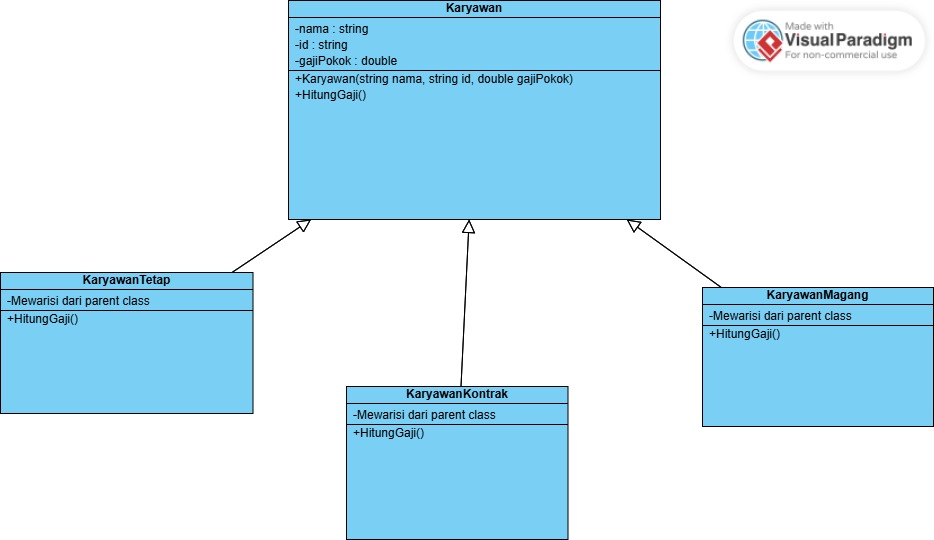 Karyawan
-nama : string
-id : string
-gajiPokok : double
+Karyawan(string nama, string id, double gajiPokok)
+HitungGaji()
Made with
Visual Paradigm
For non-commercial use
KaryawanTetap
-Mewarisi dari parent class
+HitungGaji()
KaryawanKontrak
-Mewarisi dari parent class
+HitungGaji()
KaryawanMagang
-Mewarisi dari parent class
+HitungGaji()